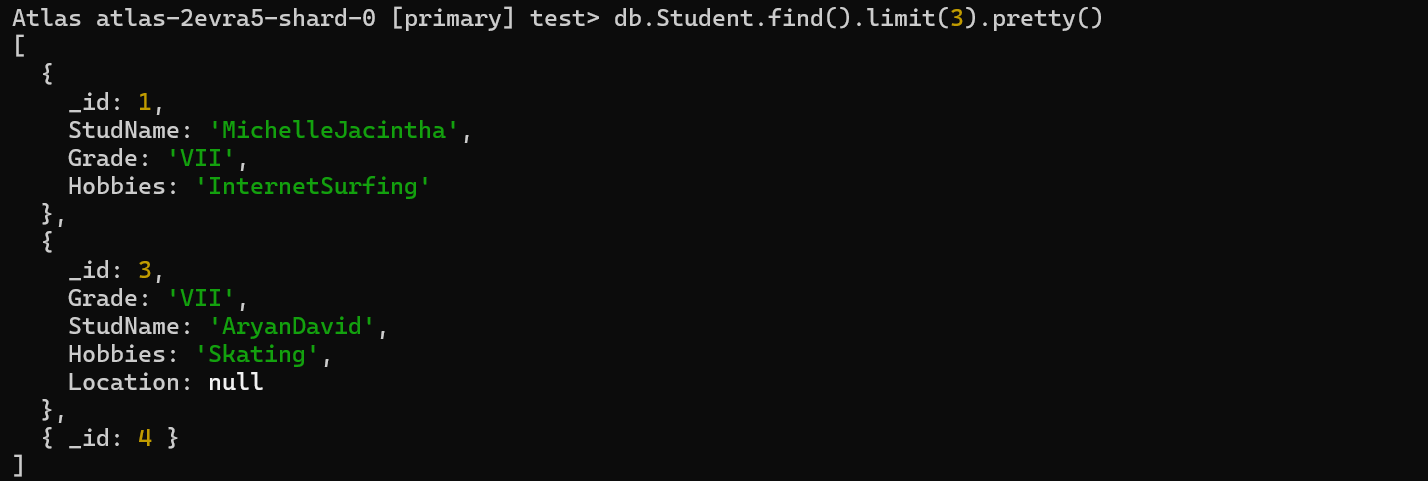 Atlas atlas-2evra5-shard-0 [primary] test> db.Student.find().limit(3).pretty()
[
  {
    _id: 1,
    StudName: 'MichelleJacintha',
    Grade: 'VII',
    Hobbies: 'InternetSurfing'
  },
  {
    _id: 3,
    Grade: 'VII',
    StudName: 'AryanDavid',
    Hobbies: 'Skating',
    Location: null
  },
  { _id: 4 }
]